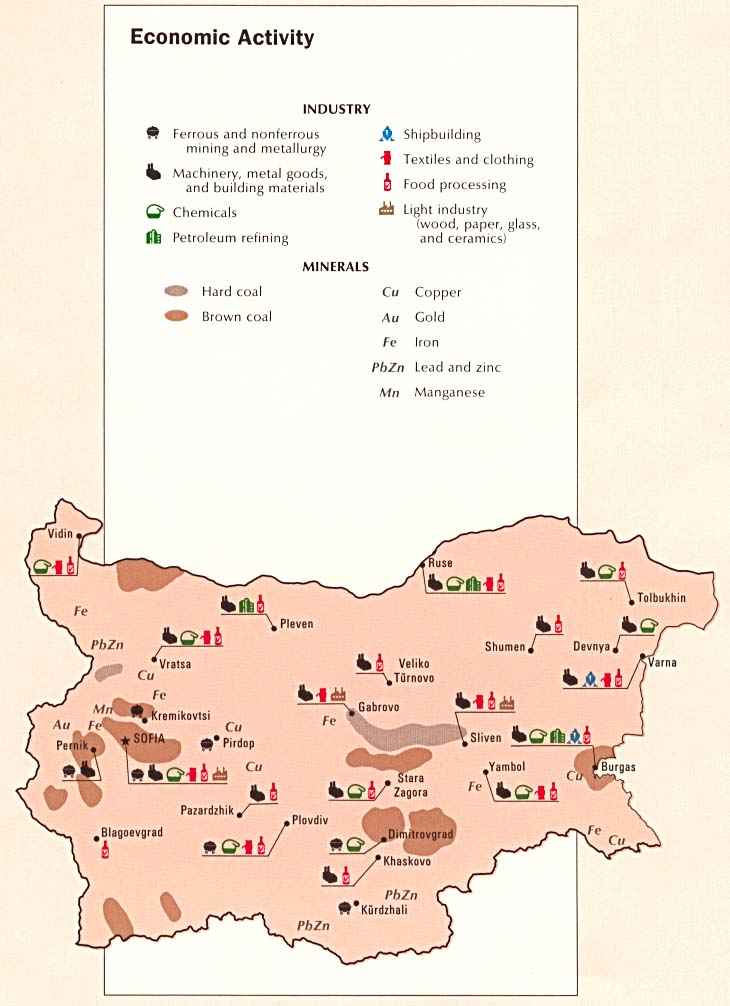 Economic Activity
INDUSTRY
Ferrous and nonferrous
mining and metallurgy
Machinery, metal goods,
and building materials
Chemicals
Petroleum refining
Shipbuilding
Textiles and clothing
Food processing
Light industry
(wood, paper, glass,
and ceramics)
MINERALS
Hard coal
Brown coal
Cu Copper
Au Gold
Fe Iron
PbZn Lead and zinc
Mn Manganese
Vidin
Ruse
Tolbukhin
Fe
Pleven
PbZn
Shumen
Devnya
Vratsa
Veliko
Tŭrnovo
Varna
Cu
Fe
Mn
Kremikovtsi
Gabrovo
Au
Fe
Fe
Cu
SOFIA
Pirdop
Sliven
Pernik
Cu
Yambol
Burgas
Cu
Stara
Zagora
Fe
Pazardzhik
Plovdiv
Blagoevgrad
Dimitrovgrad
Fe
Cu
Khaskovo
PbZn
Kŭrdzhali
PbZn